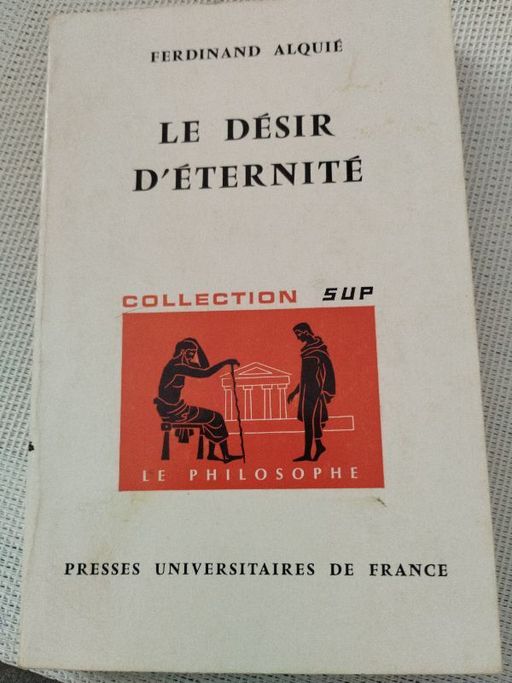 FERDINAND ALQUIÉ
LE DÉSIR
D'ÉTERNITÉ
COLLECTION SUP
LE PHILOSOPHE
PRESSES UNIVERSITAIRES DE FRANCE